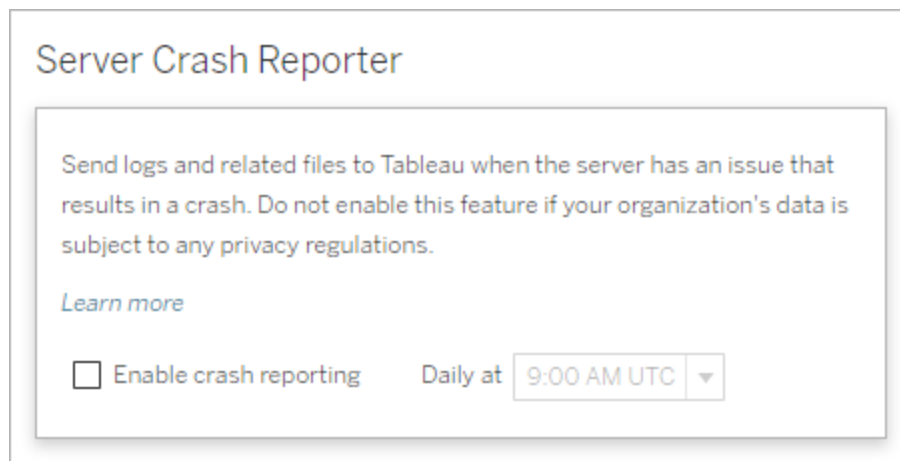 Server Crash Reporter
Send logs and related files to Tableau when the server has an issue that
results in a crash. Do not enable this feature if your organization's data is
subject to any privacy regulations.
Learn more
Enable crash reporting Daily at 9:00 AM UTC